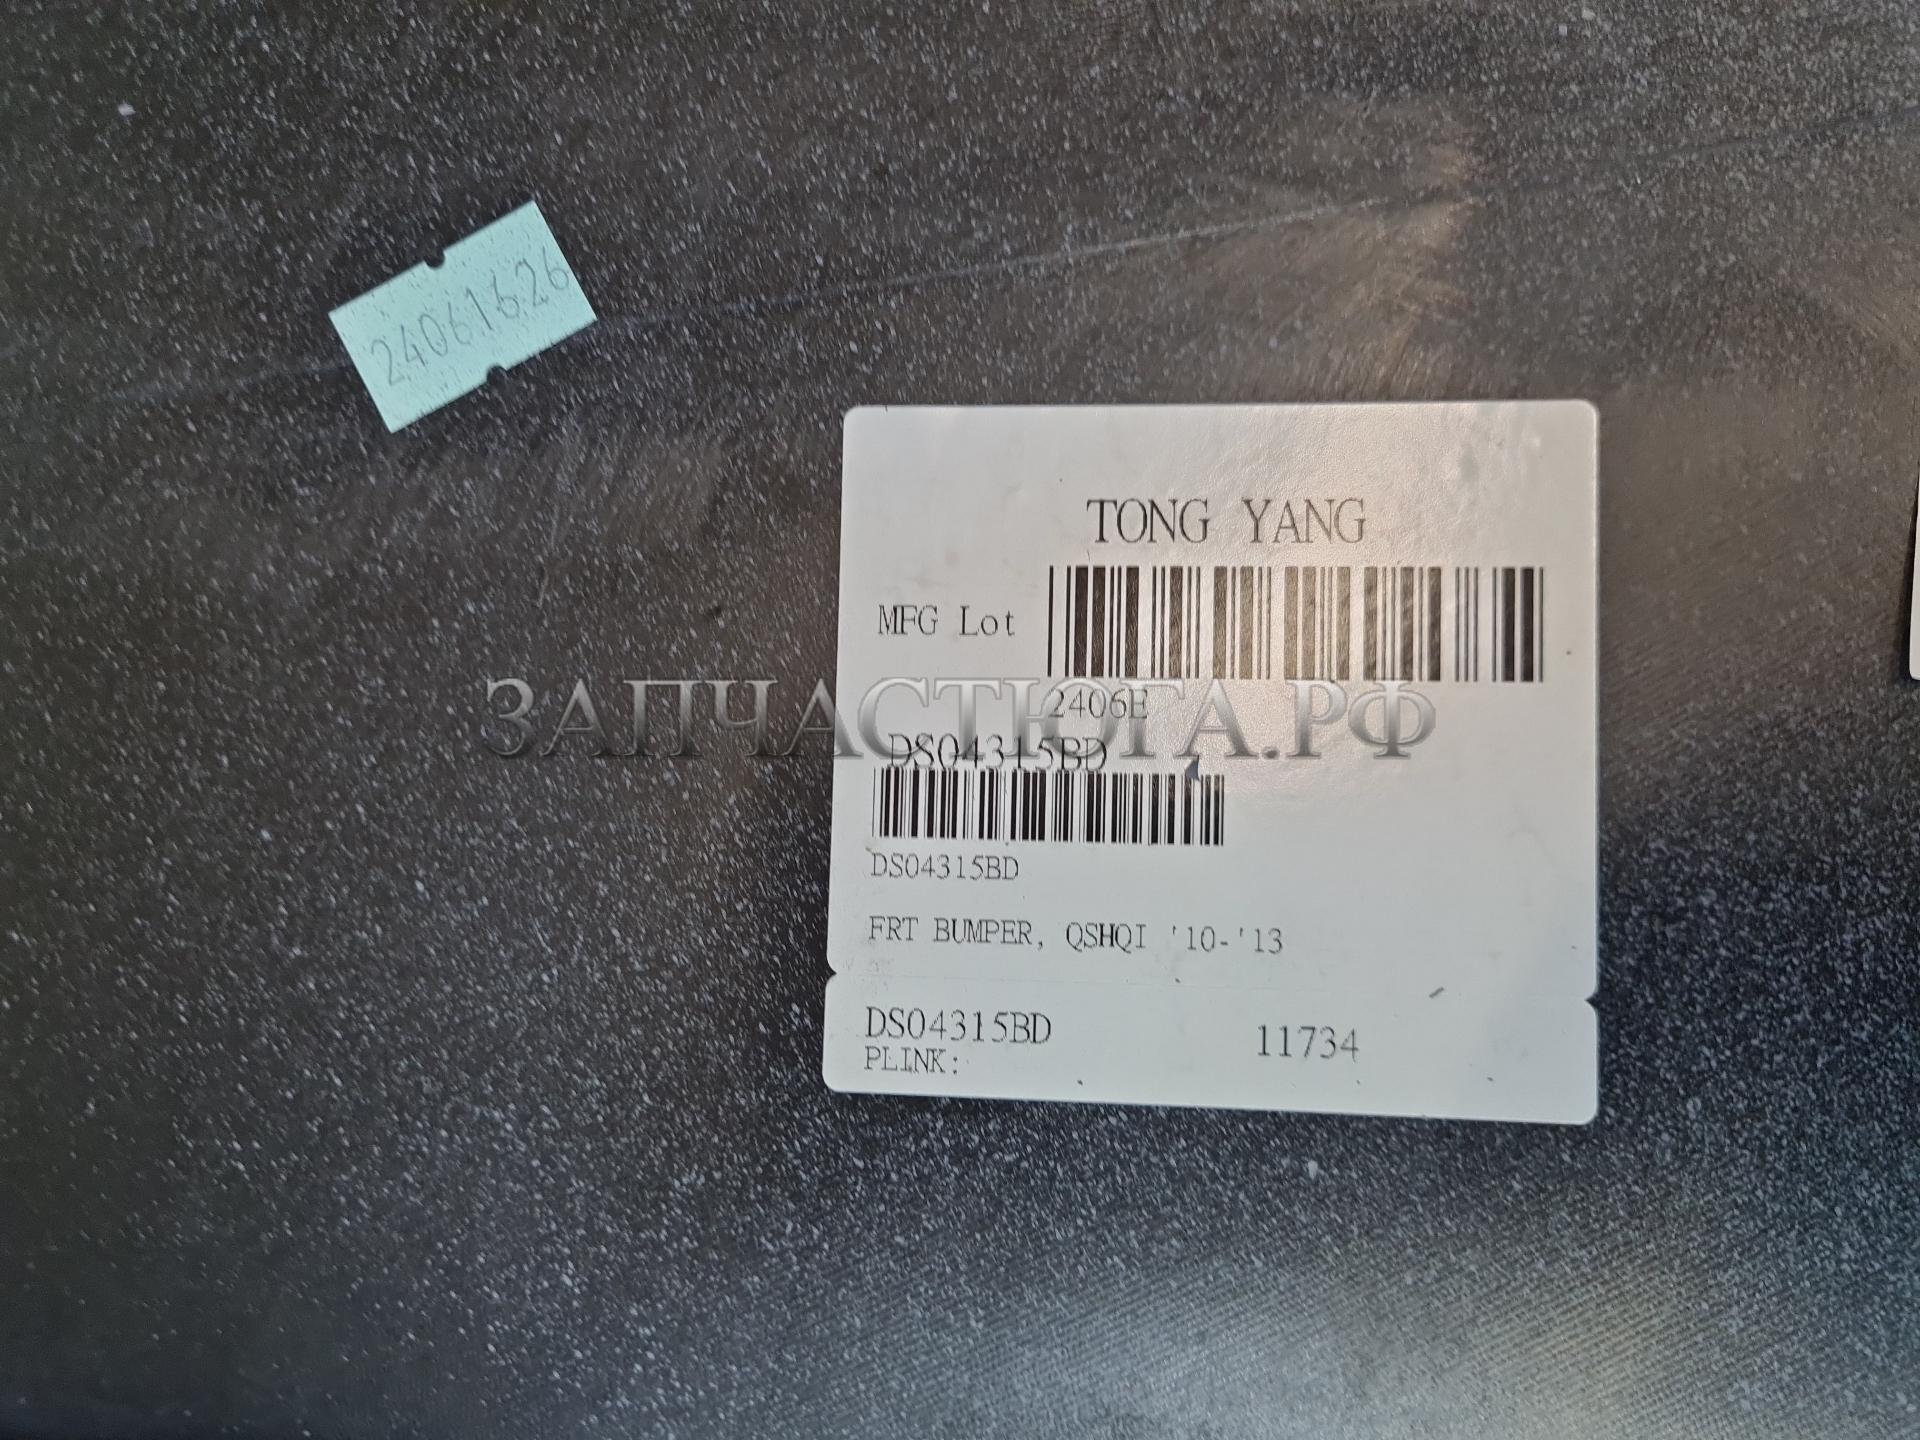 24061626
TONG YANG
MFG Lot
2406E
ЗАПЧАСТЮГА.РФ
DS04315BD
DS04315BD
FRT BUMPER, QSHQI '10-'13
DS04315BD 11734
PLINK: